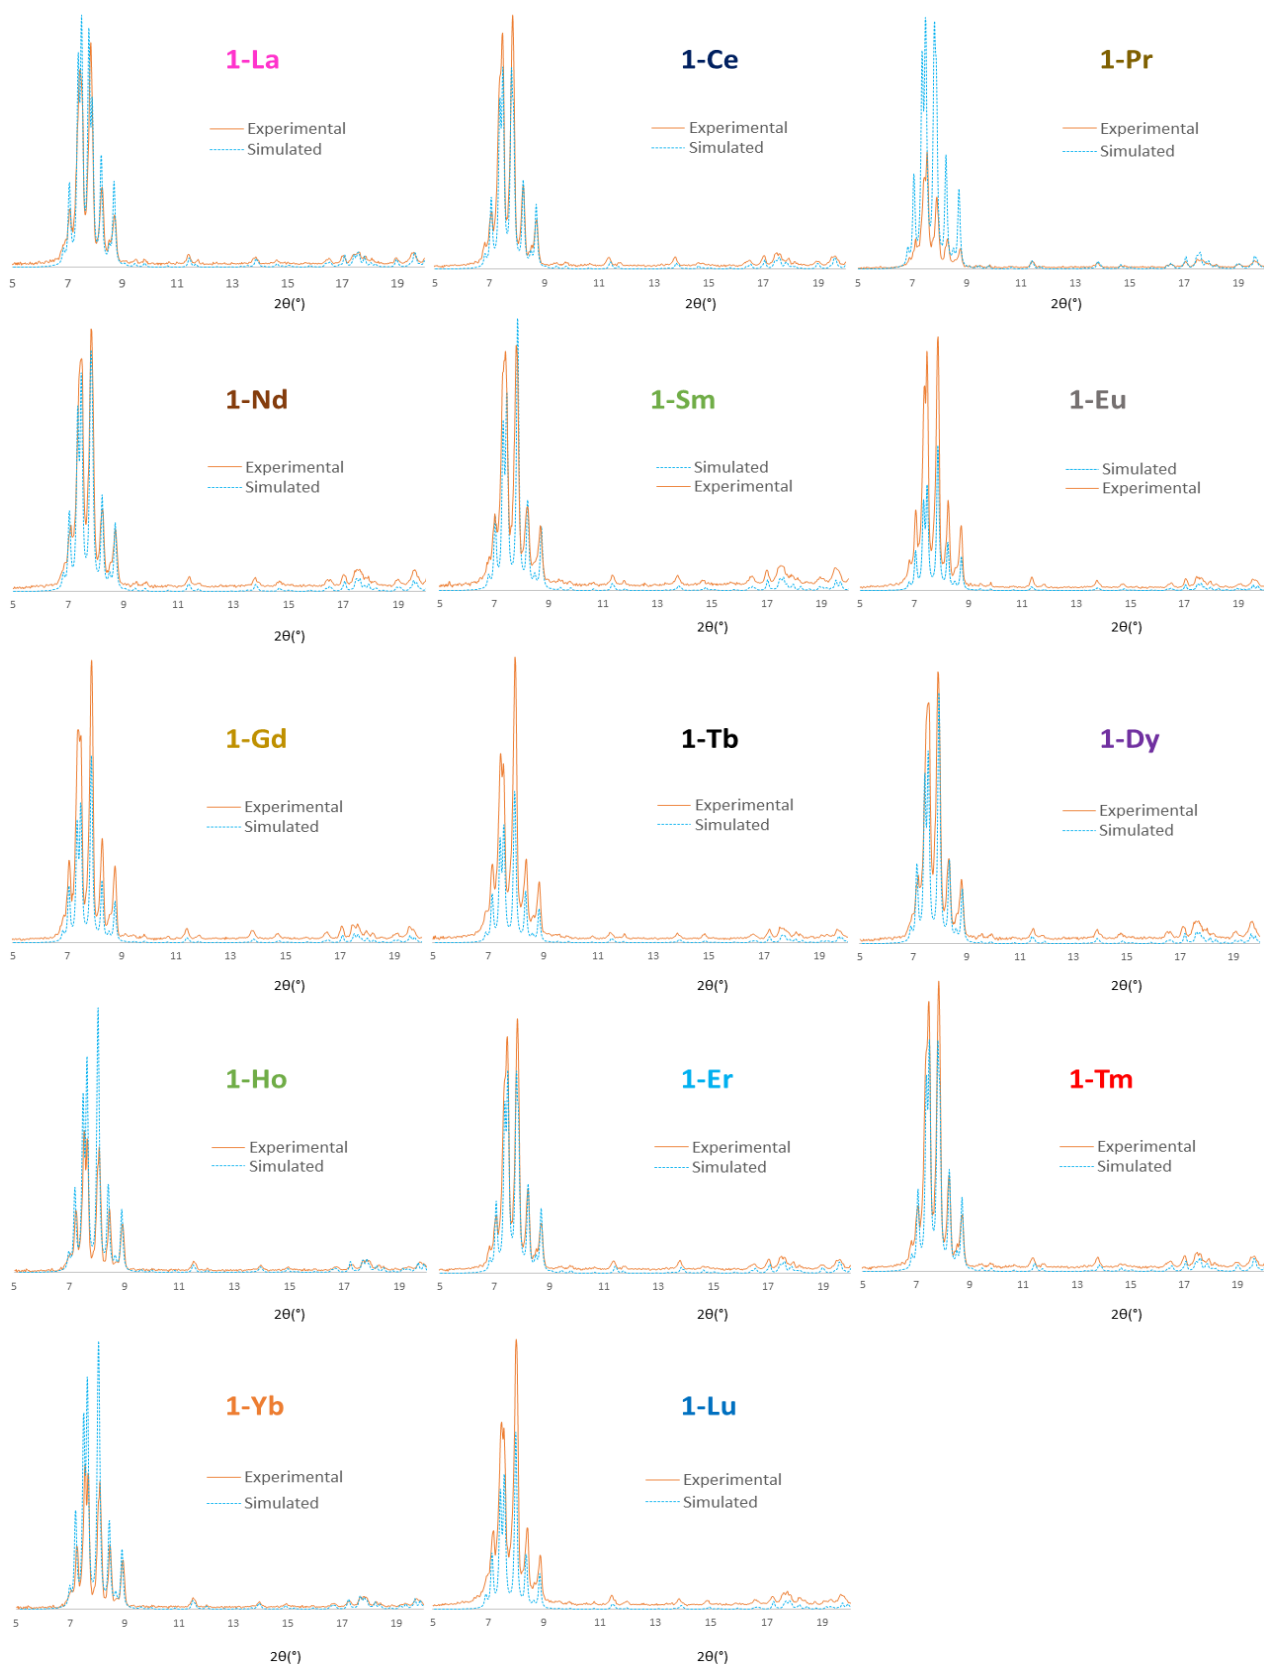 1-La
Experimental
Simulated
5 7 9 11 13 15 17 19
2θ(°)
1-Ce
Experimental
Simulated
5 7 9 11 13 15 17 19
1-Pr
Experimental
Simulated
5 7 9 11 13 15 17 19
2θ(°)
1-Nd
Experimental
Simulated
5 7 9 11 13 15 17 19
2θ(°)
1-Sm
Simulated
Experimental
5 7 9 11 13 15 17 19
2θ(°)
1-Eu
Simulated
Experimental
5 7 9 11 13 15 17 19
2θ(°)
1-Gd
Experimental
Simulated
5 7 9 11 13 15 17 19
2θ(°)
1-Tb
Experimental
Simulated
5 7 9 11 13 15 17 19
2θ(°)
1-Dy
Experimental
Simulated
5 7 9 11 13 15 17 19
2θ(°)
1-Ho
Experimental
Simulated
5 7 9 11 13 15 17 19
2θ(°)
1-Er
Experimental
Simulated
5 7 9 11 13 15 17 19
2θ(°)
1-Tm
Experimental
Simulated
5 7 9 11 13 15 17 19
2θ(°)
1-Yb
Experimental
Simulated
5 7 9 11 13 15 17 19
2θ(°)
1-Lu
Experimental
Simulated
5 7 9 11 13 15 17 19
2θ(°)